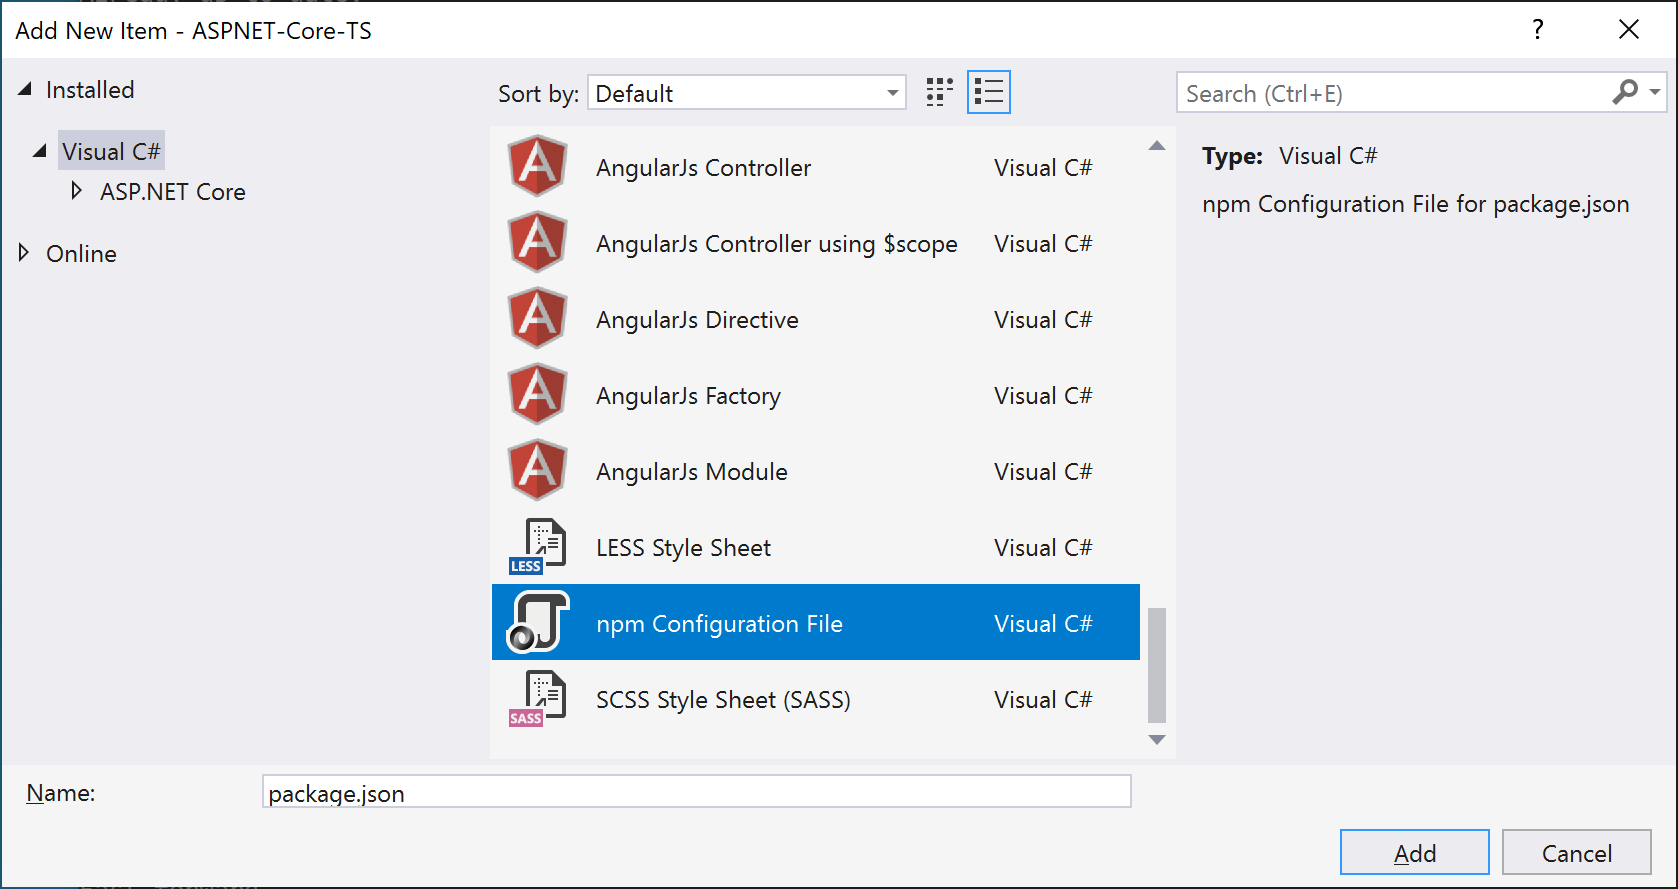 Add New Item - ASPNET-Core-TS
?
Installed
Visual C#
ASP.NET Core
Online
Sort by: Default
Search (Ctrl+E)
AngularJs Controller Visual C#
AngularJs Controller using $scope Visual C#
AngularJs Directive Visual C#
AngularJs Factory Visual C#
AngularJs Module Visual C#
LESS
LESS Style Sheet Visual C#
npm Configuration File Visual C#
SASS
SCSS Style Sheet (SASS) Visual C#
Type: Visual C#
npm Configuration File for package.json
Name: package.json
Add
Cancel